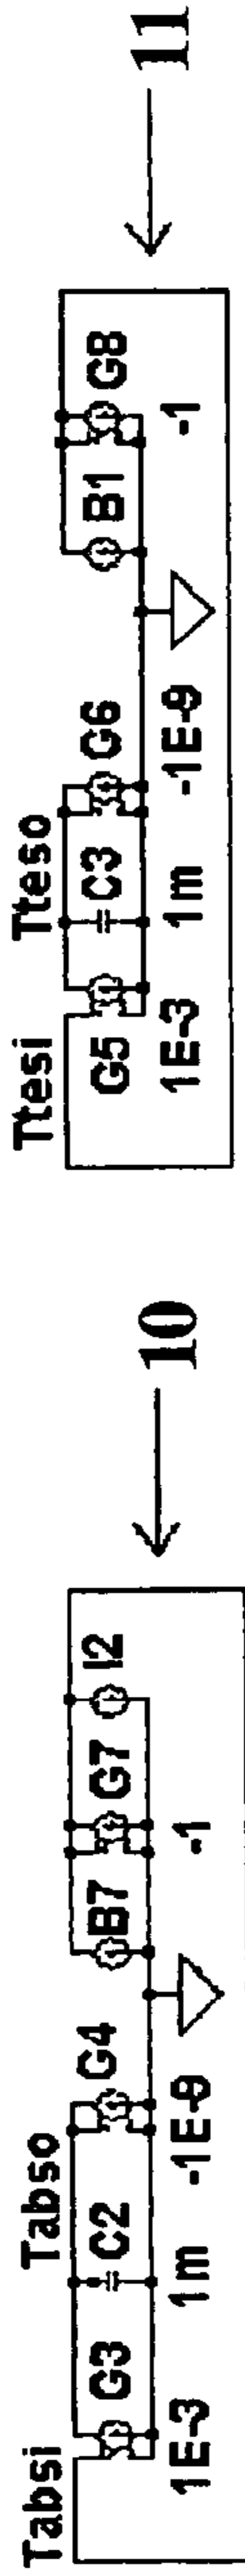 Tabsi Tabso
G3 C2 G4 B7 G7 I2
1E-3 1m -1E-9 -1
10
Ttesi Tteso
G5 C3 G6 B1 G8
1E-3 1m -1E-9 -1
11